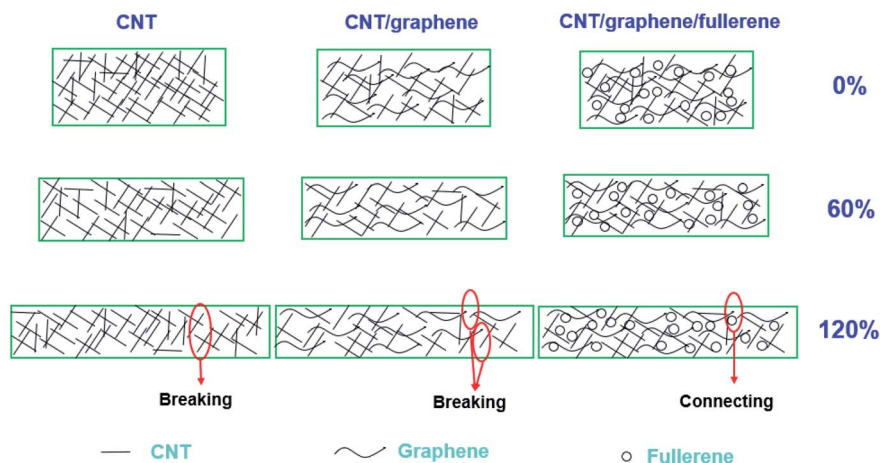 CNT
CNT/graphene
CNT/graphene/fullerene
0%
60%
120%
Breaking
Breaking
Connecting
CNT
Graphene
Fullerene